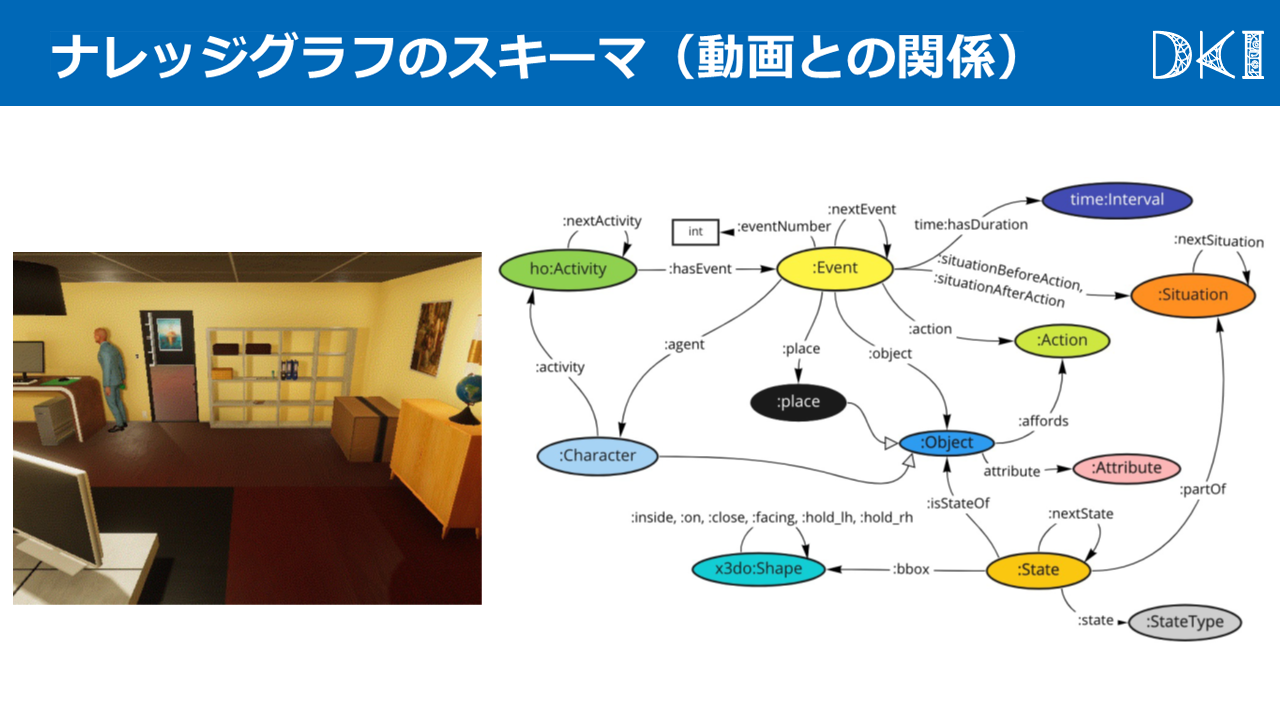 ナレッジグラフのスキーマ（動画との関係）
DKI
time:Interval
:nextEvent
:nextActivity
int
:eventNumber
time:hasDuration
:nextSituation
ho:Activity
:hasEvent
:Event
:situationBeforeAction,
:situationAfterAction
:Situation
:action
:Action
:agent
:place
:object
:activity
:place
:affords
:Character
:Object
attribute
:Attribute
:partOf
:isStateOf
:inside, :on, :close, :facing, :hold_lh, :hold_rh
:nextState
x3do:Shape
:bbox
:State
:state
:StateType